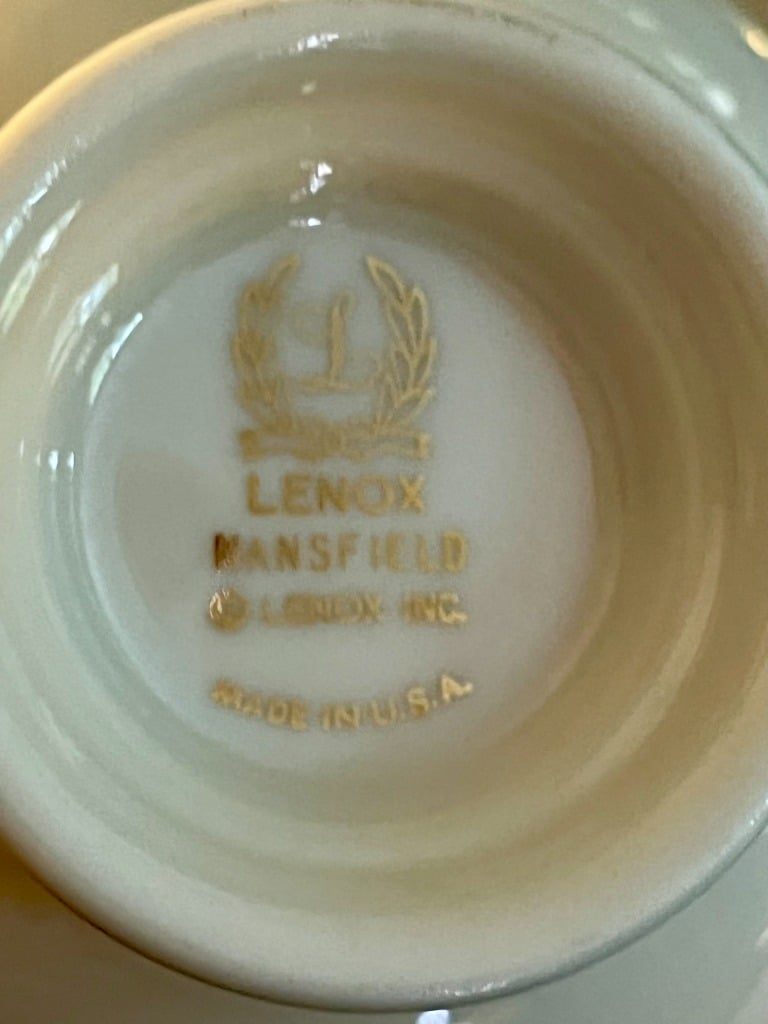 L
LENOX
MANSFIELD
© LENOX INC.
MADE IN U.S.A.